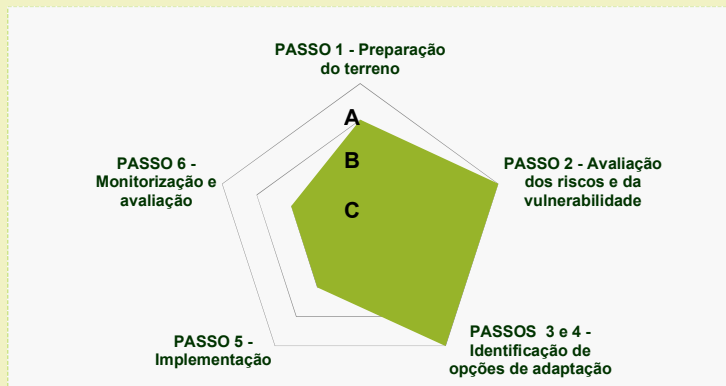 PASSO 1 - Preparação
do terreno
A
B
C
PASSO 2 - Avaliação
dos riscos e da
vulnerabilidade
PASSOS  3 e 4 -
Identificação de
opções de adaptação
PASSO 5 -
Implementação
PASSO 6 -
Monitorização e
avaliação